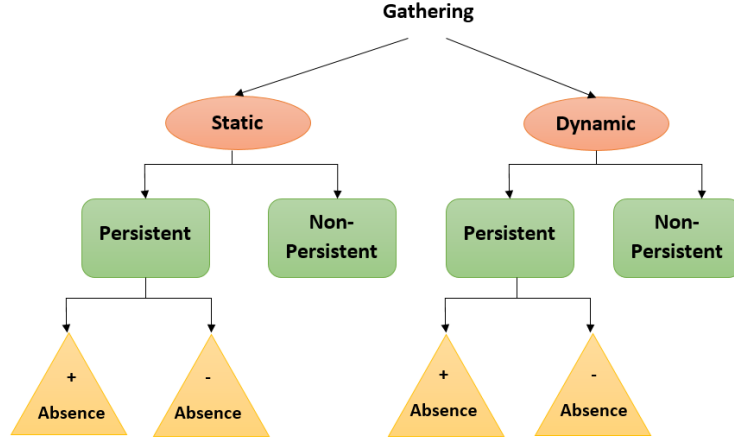 Gathering
Static
Dynamic
Persistent
Non-
Persistent
Persistent
Non-
Persistent
+
Absence
-
Absence
+
Absence
-
Absence